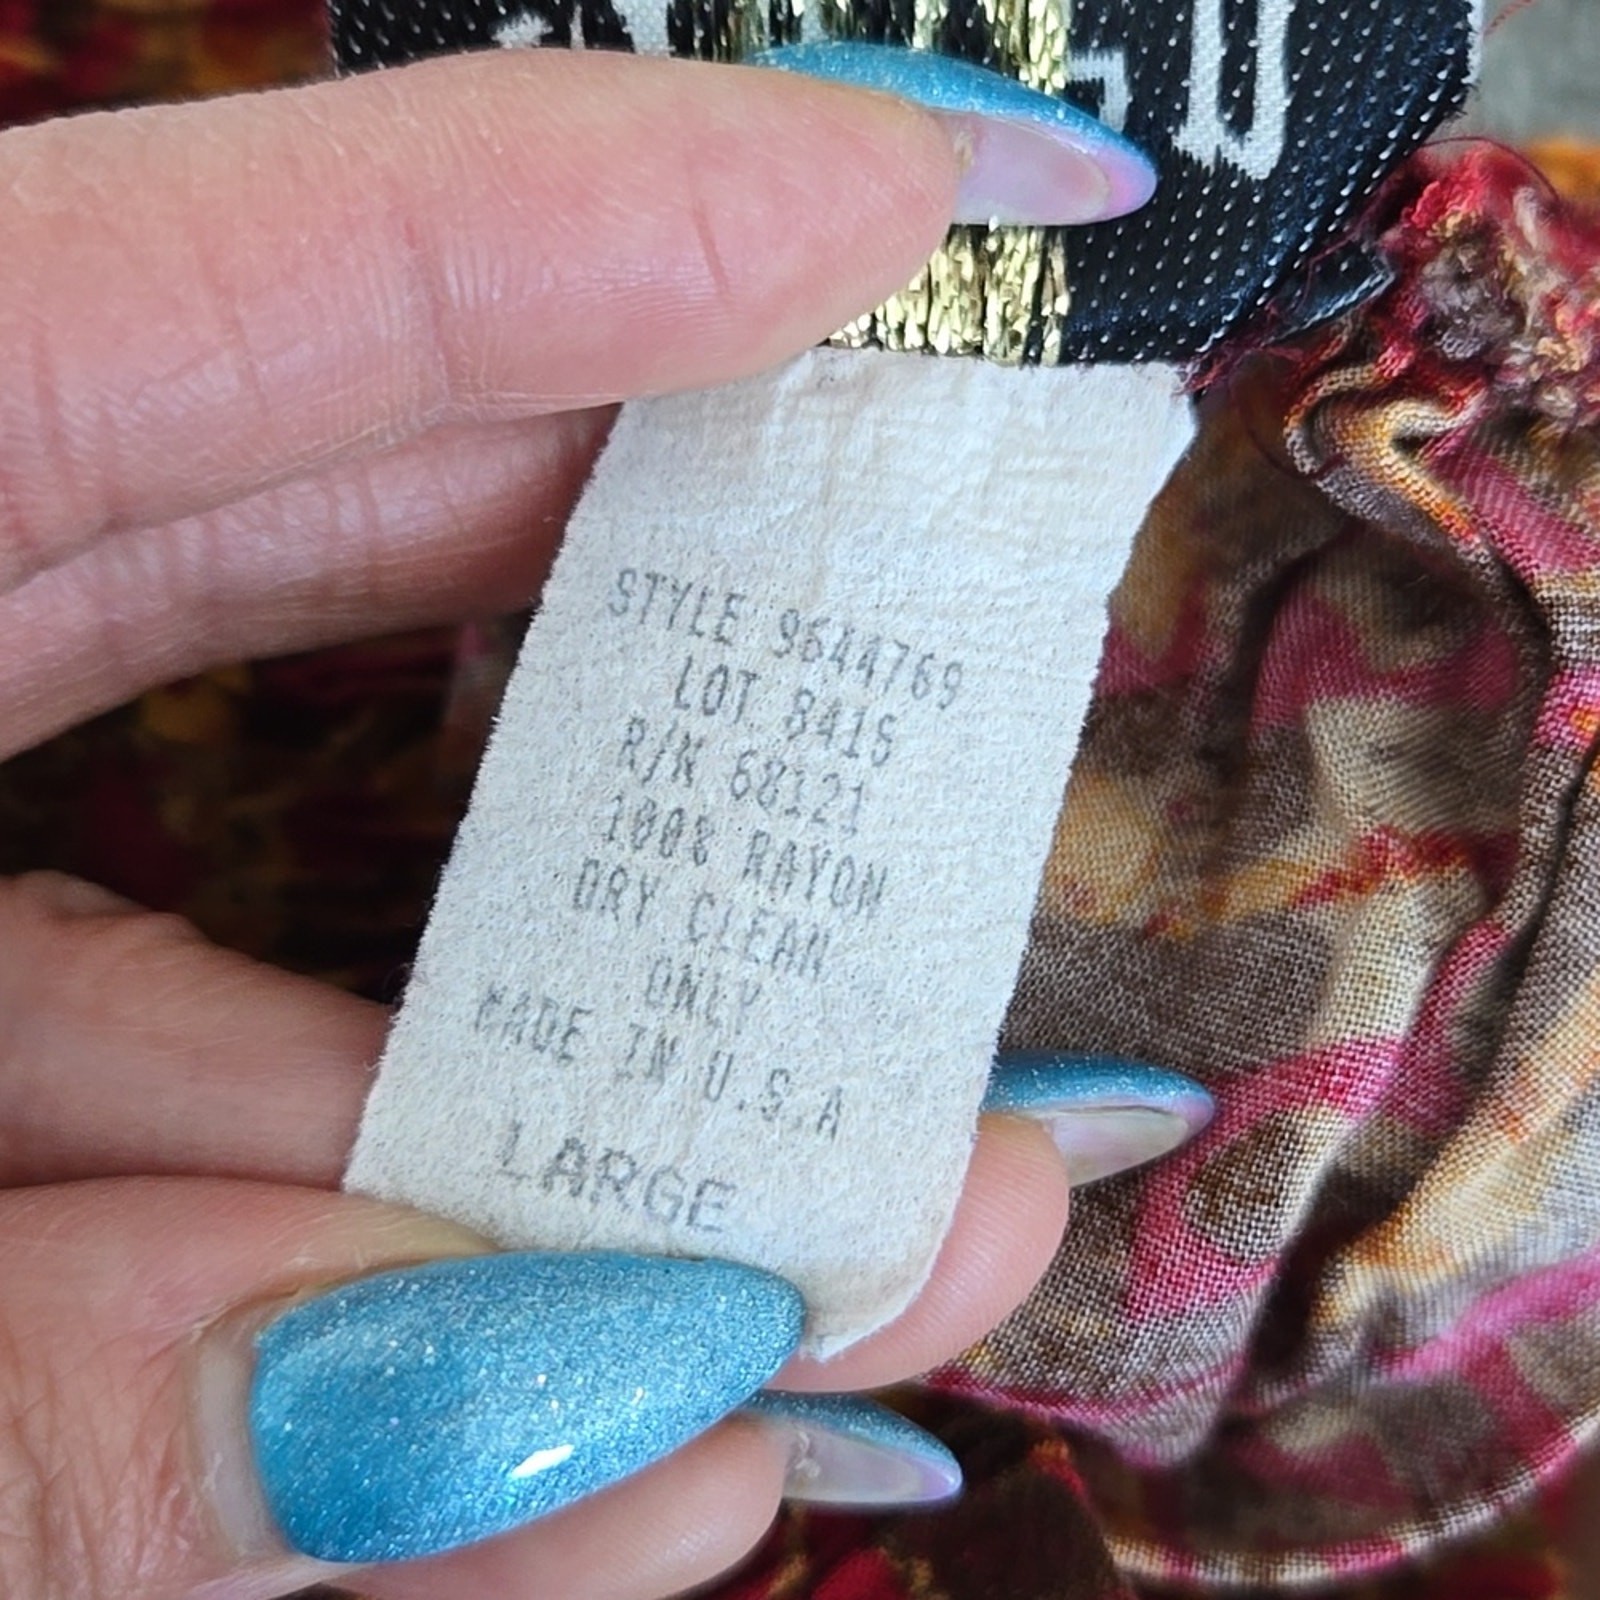 STYLE 9644769
LOT 8415
R/N 68121
100% RAYON
DRY CLEAN
ONLY
MADE IN U.S.A
LARGE